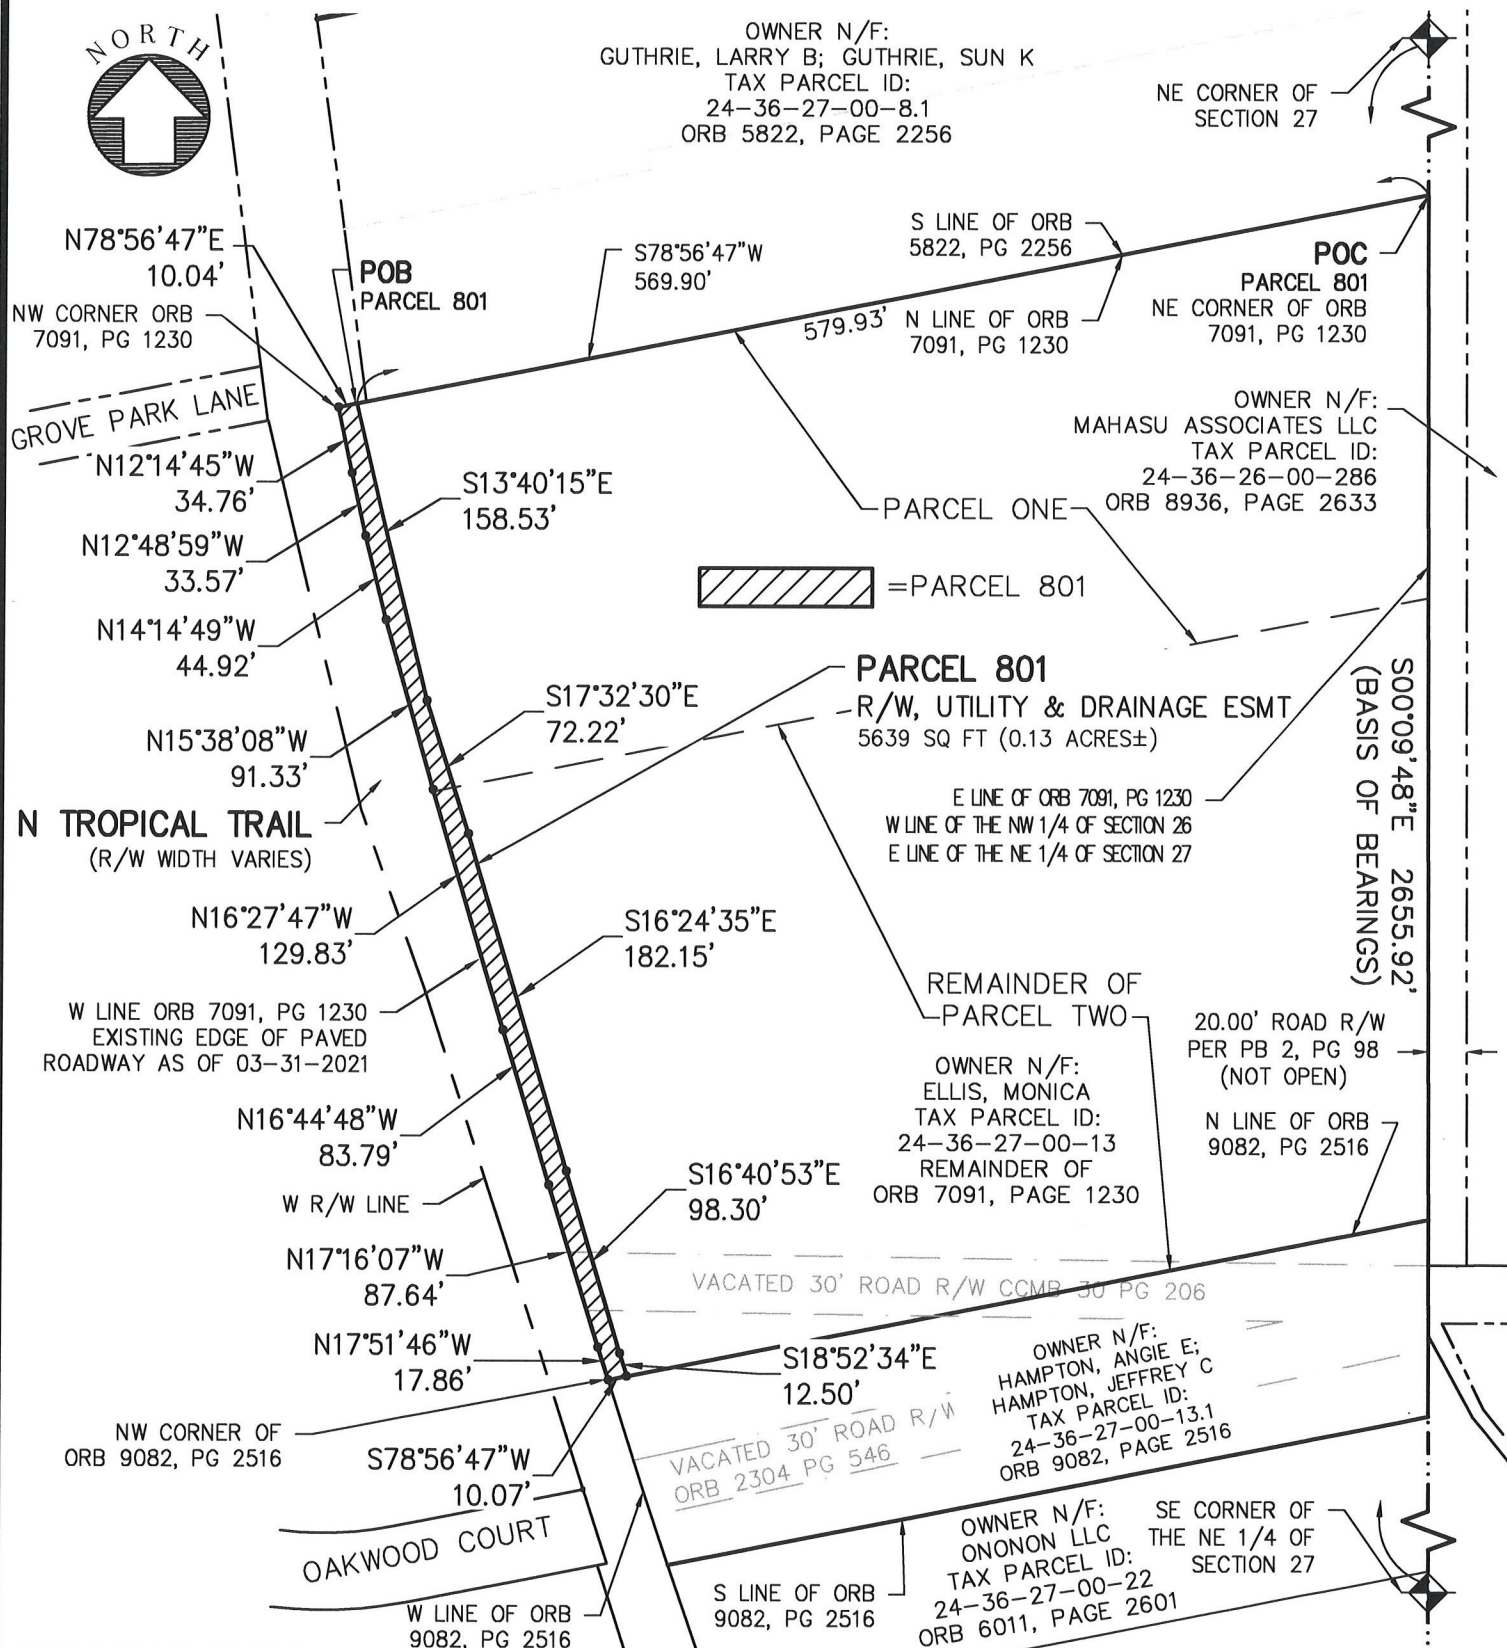 NORTH
OWNER N/F:
GUTHRIE, LARRY B; GUTHRIE, SUN K
TAX PARCEL ID:
24-36-27-00-8.1
ORB 5822, PAGE 2256
NE CORNER OF
SECTION 27
N78°56'47"E
10.04'
NW CORNER ORB
7091, PG 1230
POB
PARCEL 801
S78°56'47"W
569.90'
S LINE OF ORB
5822, PG 2256
579.93'
N LINE OF ORB
7091, PG 1230
POC
PARCEL 801
NE CORNER OF ORB
7091, PG 1230
GROVE PARK LANE
OWNER N/F:
MAHASU ASSOCIATES LLC
TAX PARCEL ID:
24-36-26-00-286
ORB 8936, PAGE 2633
N12°14'45"W
34.76'
S13°40'15"E
158.53'
PARCEL ONE
N12°48'59"W
33.57'
=PARCEL 801
N14°14'49"W
44.92'
PARCEL 801
R/W, UTILITY & DRAINAGE ESMT
5639 SQ FT (0.13 ACRES±)
S17°32'30"E
72.22'
N15°38'08"W
91.33'
S00°09'48"E 2655.92'
(BASIS OF BEARINGS)
N TROPICAL TRAIL
(R/W WIDTH VARIES)
E LINE OF ORB 7091, PG 1230
W LINE OF THE NW 1/4 OF SECTION 26
E LINE OF THE NE 1/4 OF SECTION 27
N16°27'47"W
129.83'
S16°24'35"E
182.15'
REMAINDER OF
PARCEL TWO
W LINE ORB 7091, PG 1230
EXISTING EDGE OF PAVED
ROADWAY AS OF 03-31-2021
20.00' ROAD R/W
PER PB 2, PG 98
(NOT OPEN)
OWNER N/F:
ELLIS, MONICA
TAX PARCEL ID:
24-36-27-00-13
REMAINDER OF
ORB 7091, PAGE 1230
N16°44'48"W
83.79'
N LINE OF ORB
9082, PG 2516
S16°40'53"E
98.30'
W R/W LINE
N17°16'07"W
87.64'
VACATED 30' ROAD R/W CCMB 30 PG 206
N17°51'46"W
17.86'
S18°52'34"E
12.50'
OWNER N/F:
HAMPTON, ANGIE E;
HAMPTON, JEFFREY C
TAX PARCEL ID:
24-36-27-00-13.1
ORB 9082, PAGE 2516
NW CORNER OF
ORB 9082, PG 2516
S78°56'47"W
10.07'
VACATED 30' ROAD R/W
ORB 2304 PG 546
OAKWOOD COURT
OWNER N/F:
ONONON LLC
TAX PARCEL ID:
24-36-27-00-22
ORB 6011, PAGE 2601
SE CORNER OF
THE NE 1/4 OF
SECTION 27
W LINE OF ORB
9082, PG 2516
S LINE OF ORB
9082, PG 2516